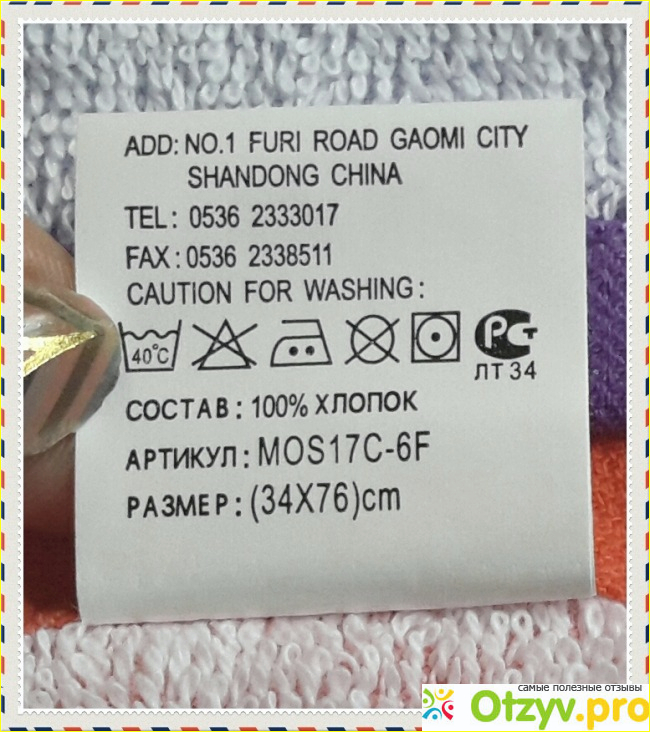 ADD: NO.1 FURI ROAD GAOMI CITY
SHANDONG CHINA
TEL: 0536 2333017
FAX: 0536 2338511
CAUTION FOR WASHING:
40°C
РСТ
ЛТ 34
СОСТАВ: 100% ХЛОПОК
АРТИКУЛ: MOS17C-6F
РАЗМЕР: (34X76)cm
самые полезные отзывы
Otzyv.pro